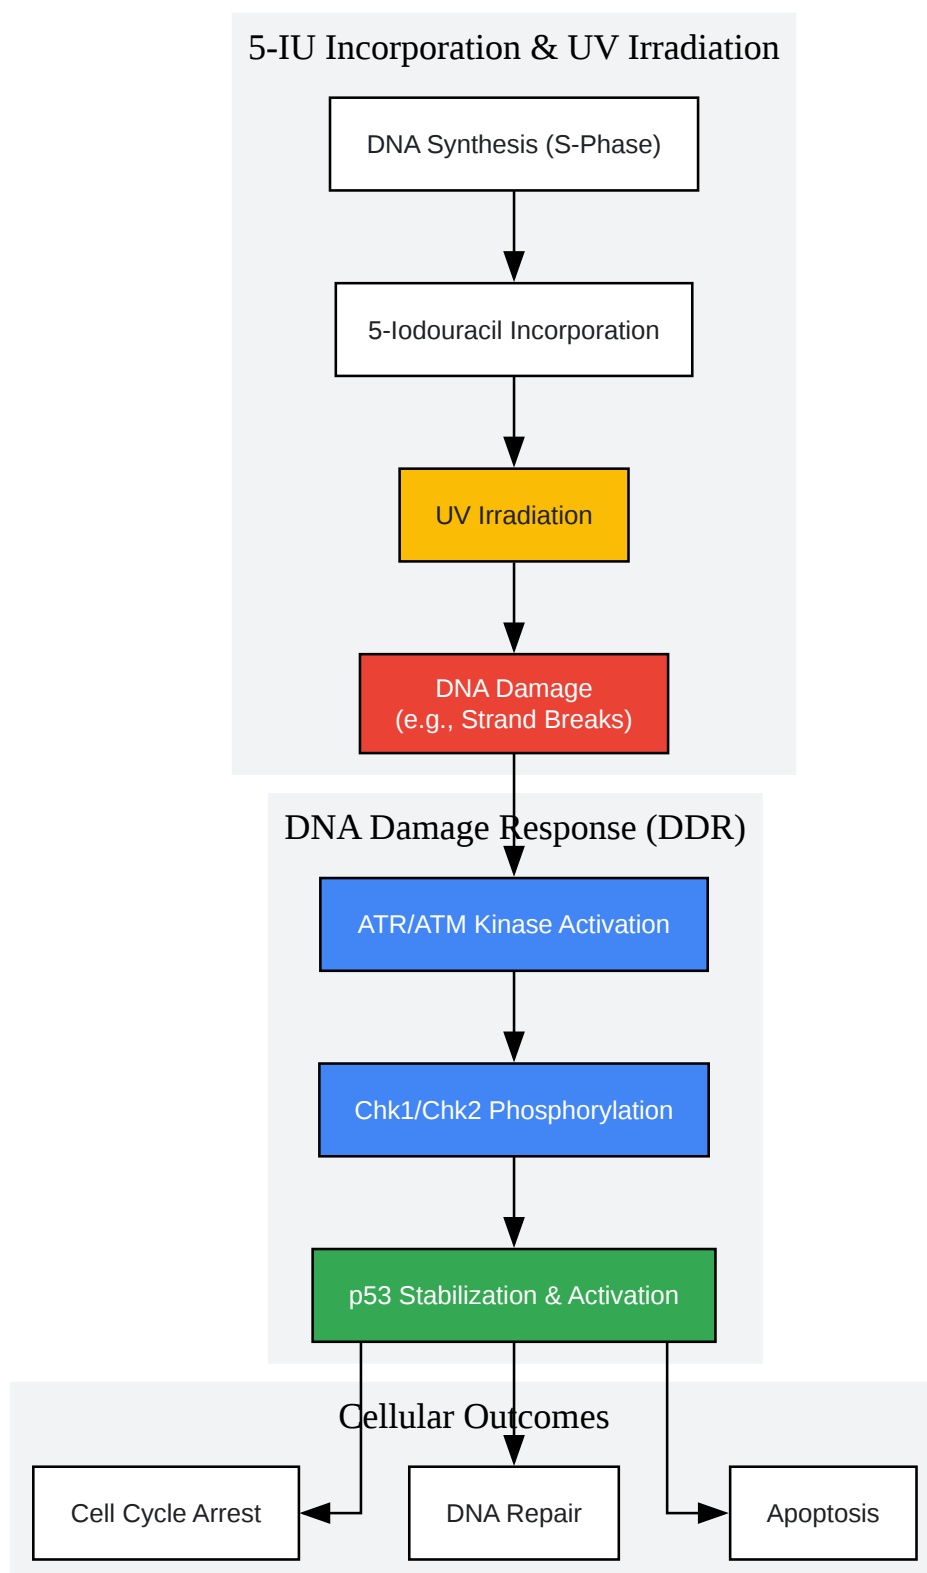 5-IU Incorporation & UV Irradiation
DNA Synthesis (S-Phase)
5-Iodouracil Incorporation
UV Irradiation
DNA Damage
(e.g., Strand Breaks)
DNA Damage Response (DDR)
ATR/ATM Kinase Activation
Chk1/Chk2 Phosphorylation
p53 Stabilization & Activation
Cellular Outcomes
Cell Cycle Arrest
DNA Repair
Apoptosis